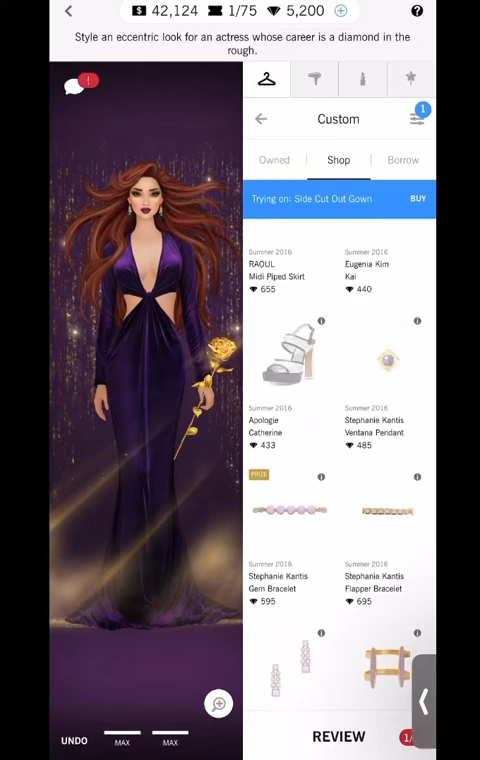 $ 42,124 1/75 5,200 + ?
Style an eccentric look for an actress whose career is a diamond in the
rough.
!
1
Custom
Owned Shop Borrow
Trying on: Side Cut Out Gown BUY
Summer 2016 Summer 2016
RAOUL Eugenia Kim
Midi Piped Skirt Kai
655 440
Summer 2016 Summer 2016
Apologie Stephanie Kantis
Catherine Ventana Pendant
433 485
PRIZE
Summer 2016 Summer 2016
Stephanie Kantis Stephanie Kantis
Gem Bracelet Flapper Bracelet
595 695
UNDO MAX MAX
REVIEW